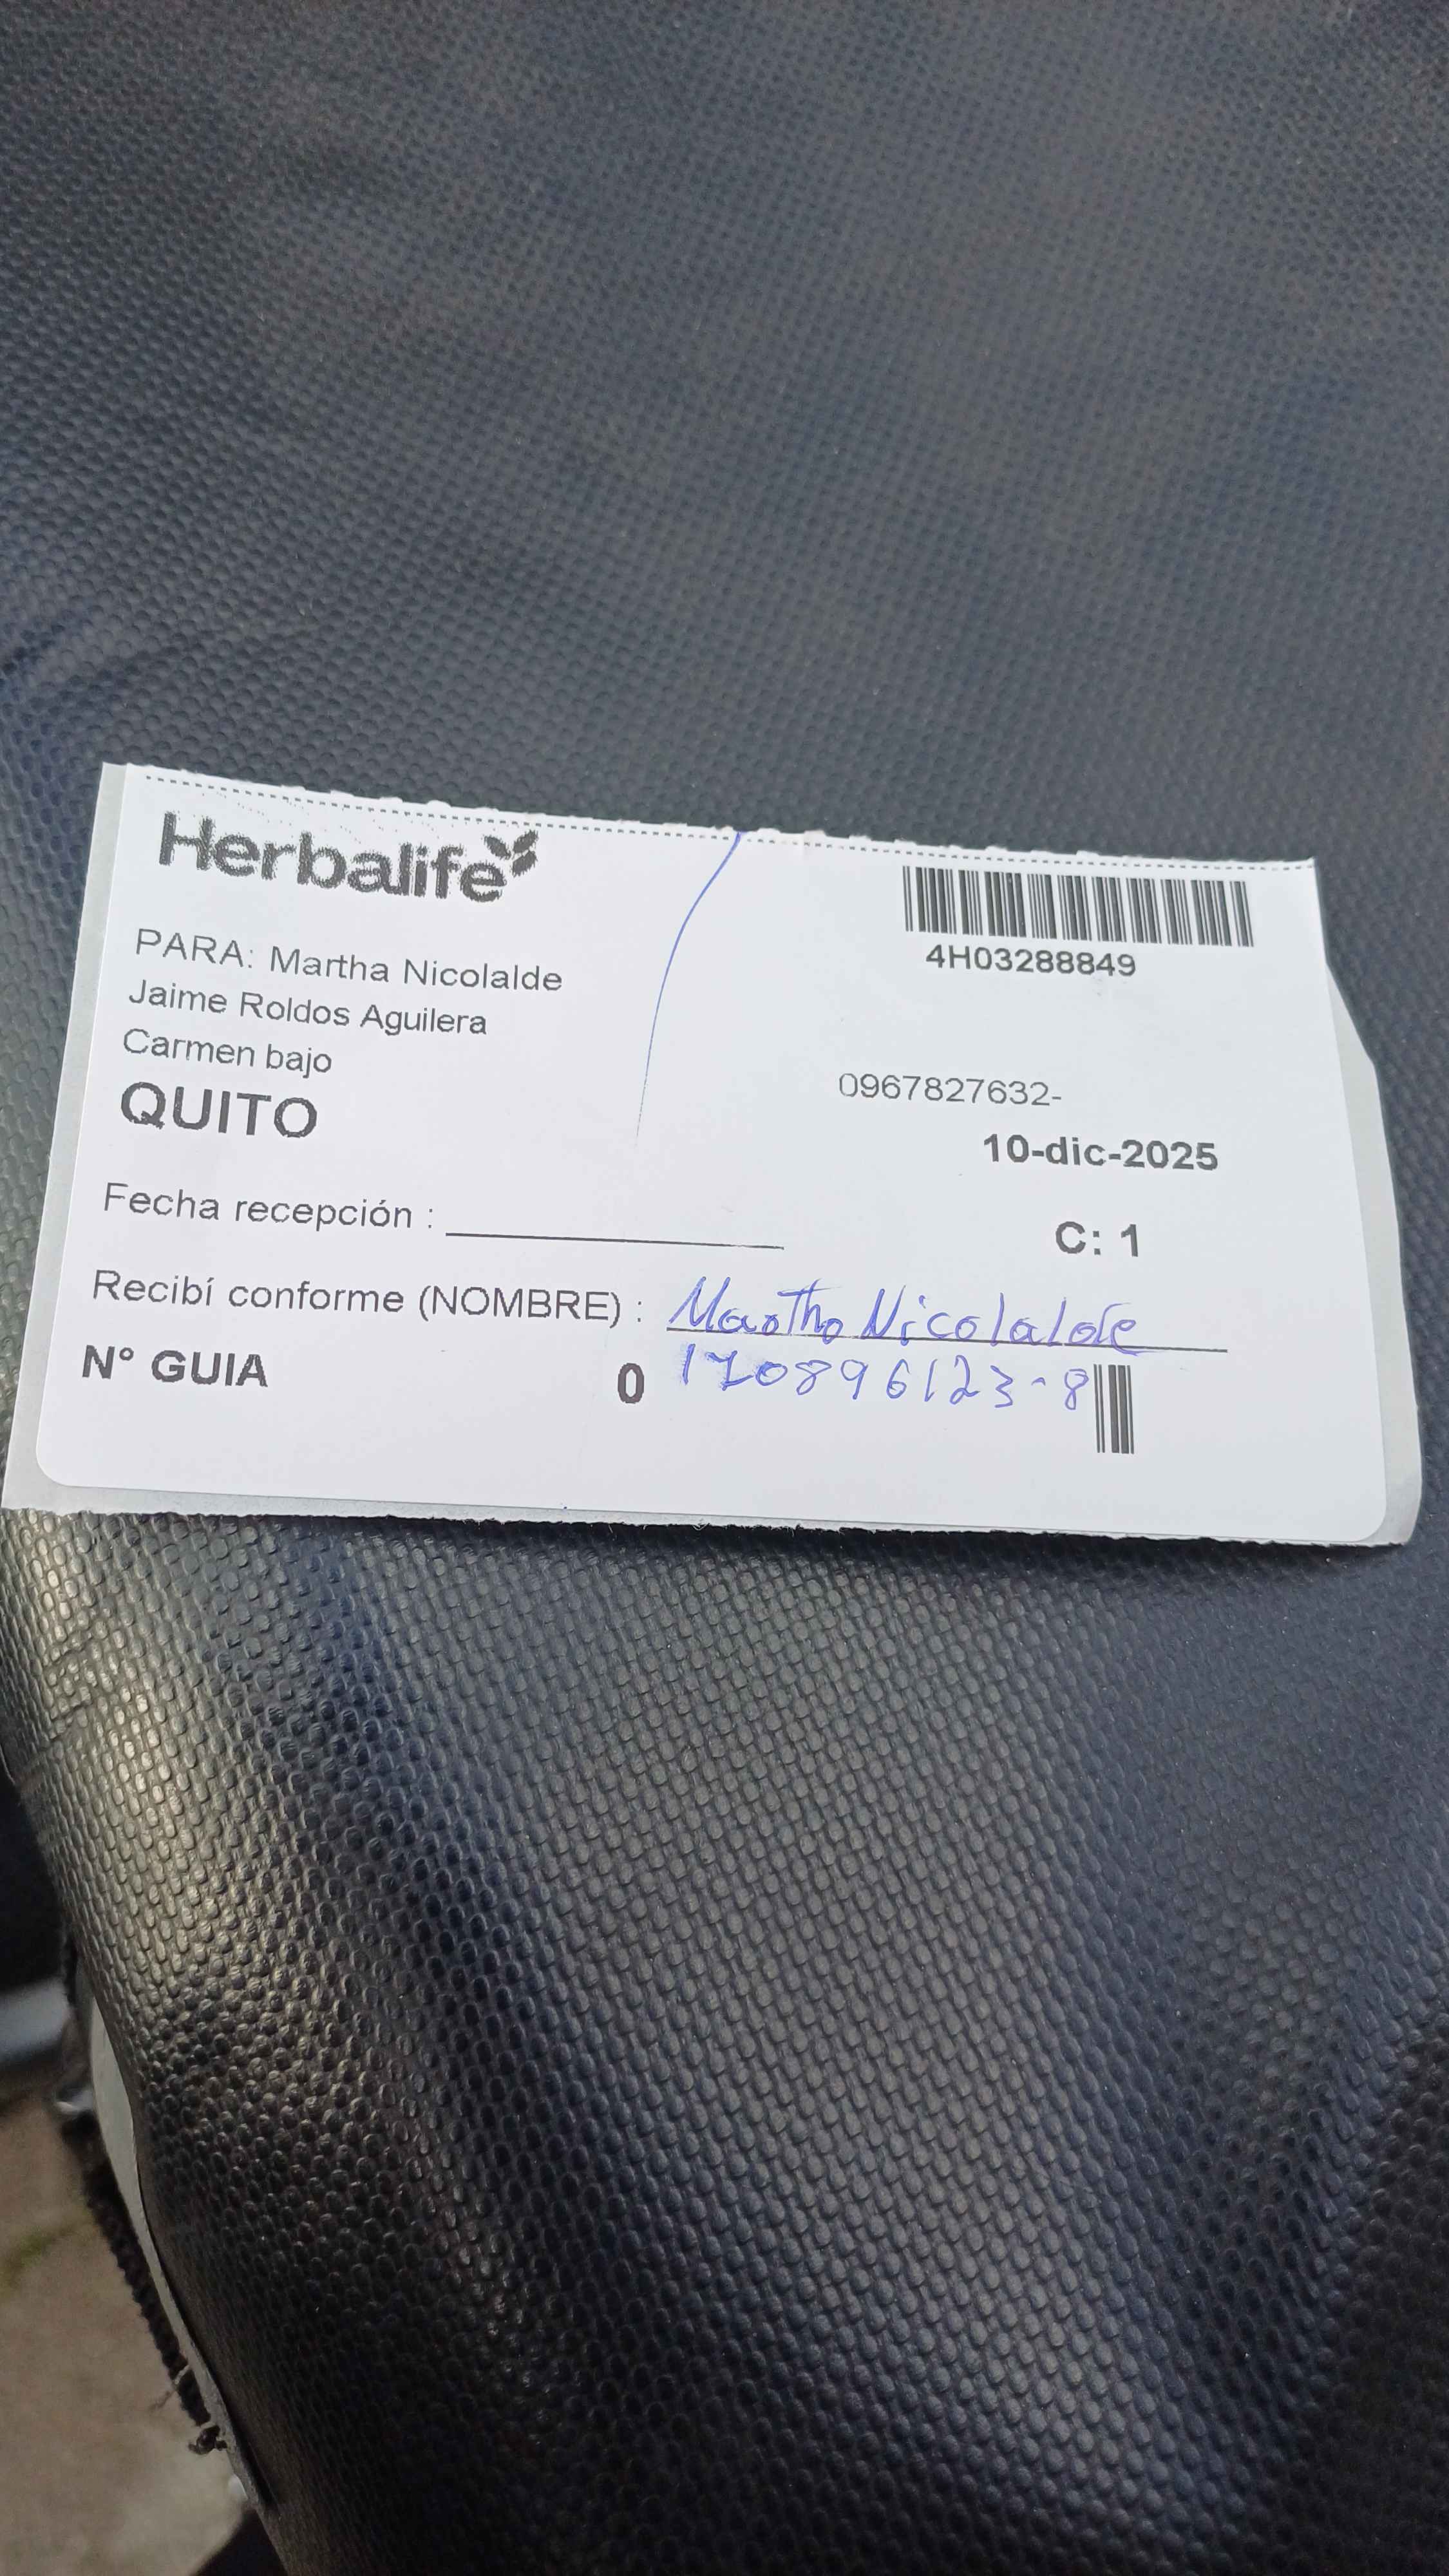 Herbalife
4H03288849
PARA: Martha Nicolalde
Jaime Roldos Aguilera
Carmen bajo
QUITO
0967827632-
10-dic-2025
Fecha recepción :
C: 1
Recibí conforme (NOMBRE) : Martha Nicolalde
N° GUIA 0 170896123-8